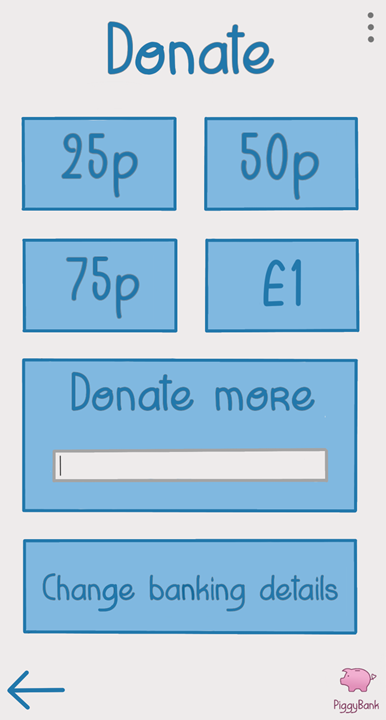 Donate
25p
50p
75p
£1
Donate more
Change banking details
PiggyBank